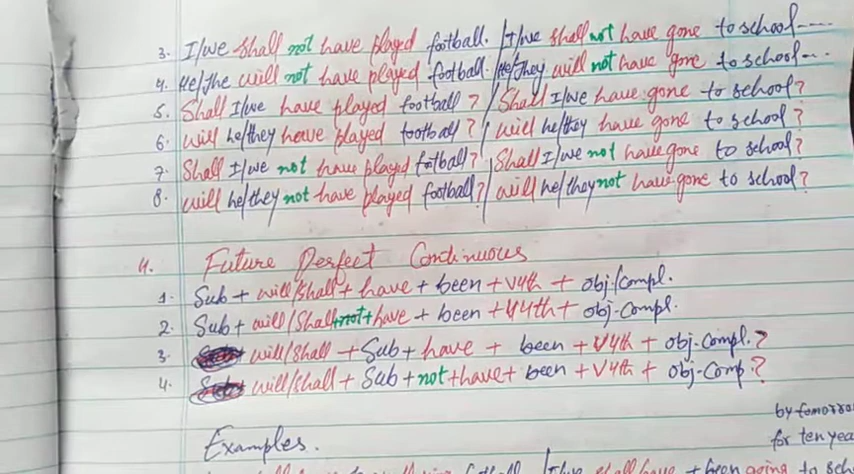 3. I/we shall not have played football. /I/we shall not have gone to school----
4. He/the will not have played football. He/They will not have gone to school--.
5. Shall I/we have played football? / Shall I/we have gone to school?
6. will he/they have played football? / will he/they have gone to school?
7. Shall I/we not have played football? / Shall I/we not have gone to school?
8. will he/they not have played football? / will he/they not have gone to school?
4. Future Perfect Continuous
1. Sub + will/shall + have + been + V4th + obj/compl.
2. Sub + will/shall + not + have + been + V4th + obj-compl.
3. will/shall + Sub + have + been + V4th + obj-compl.?
4. will/shall + Sub + not + have + been + V4th + obj-comp.?
by tomorro
Examples. for ten yea
shall have + been going to sch